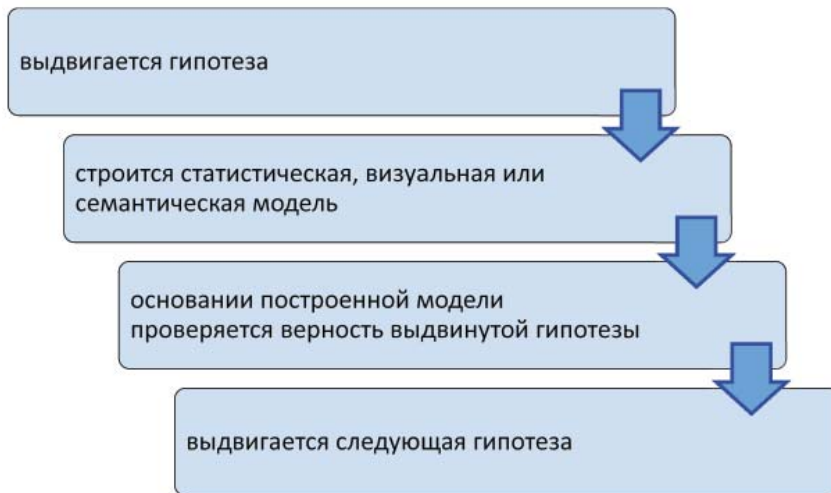 выдвигается гипотеза
строится статистическая, визуальная или
семантическая модель
основании построенной модели
проверяется верность выдвинутой гипотезы
выдвигается следующая гипотеза